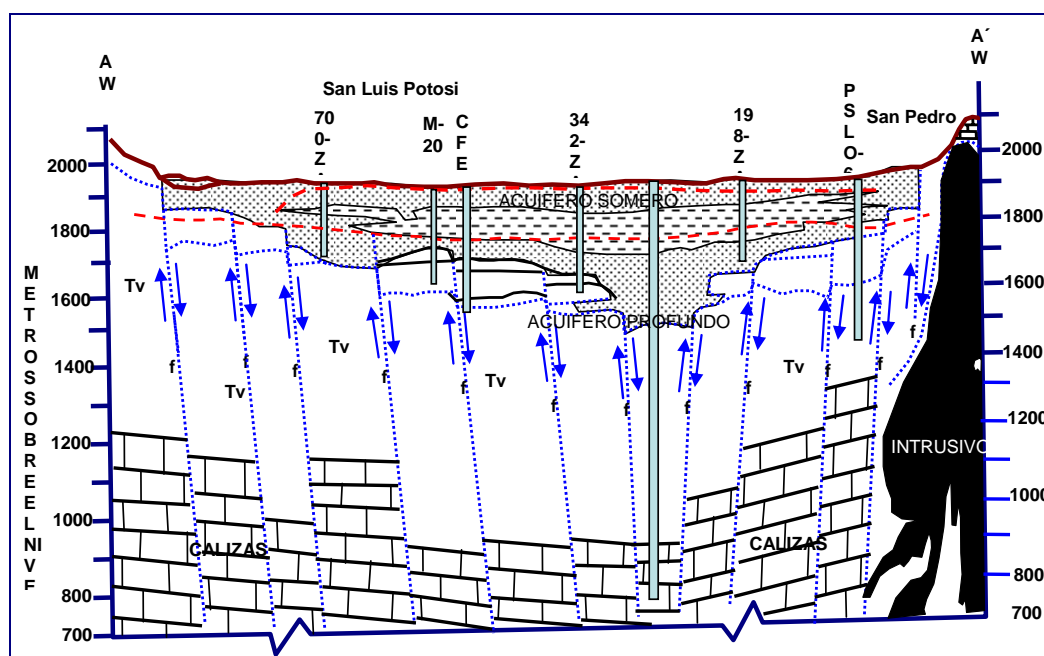 A
W
A´
W
San Luis Potosi
San Pedro
70
0-
Z
-
M-
20
C
F
E
34
2-
Z
-
19
8-
Z
-
P
S
L
O
-
ACUIFERO SOMERO
ACUIFERO PROFUNDO
Tv
Tv
Tv
Tv
Tv
f
f
f
f
f
f
f
f
f
f
f
f
INTRUSIVO
CALIZAS
CALIZAS
M
E
T
R
O
S
S
O
B
R
E
E
L
N
I
V
2000
1800
1600
1400
1200
1000
800
700
2000
1800
1600
1400
1200
1000
800
700